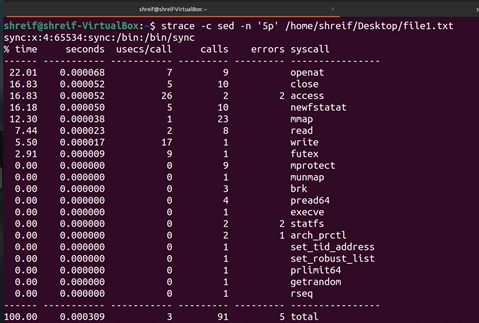 shreif@shreif-VirtualBox: ~
shreif@shreif-VirtualBox:~$ strace -c sed -n '5p' /home/shreif/Desktop/file1.txt
sync:x:4:65534:sync:/bin:/bin/sync
% time     seconds  usecs/call     calls    errors syscall
------ ----------- ----------- --------- --------- ----------------
 22.01    0.000068           7         9           openat
 16.83    0.000052           5        10           close
 16.83    0.000052          26         2         2 access
 16.18    0.000050           5        10           newfstatat
 12.30    0.000038           1        23           mmap
  7.44    0.000023           2         8           read
  5.50    0.000017          17         1           write
  2.91    0.000009           9         1           futex
  0.00    0.000000           0         9           mprotect
  0.00    0.000000           0         1           munmap
  0.00    0.000000           0         3           brk
  0.00    0.000000           0         4           pread64
  0.00    0.000000           0         1           execve
  0.00    0.000000           0         2         2 statfs
  0.00    0.000000           0         2         1 arch_prctl
  0.00    0.000000           0         1           set_tid_address
  0.00    0.000000           0         1           set_robust_list
  0.00    0.000000           0         1           prlimit64
  0.00    0.000000           0         1           getrandom
  0.00    0.000000           0         1           rseq
------ ----------- ----------- --------- --------- ----------------
100.00    0.000309           3        91         5 total